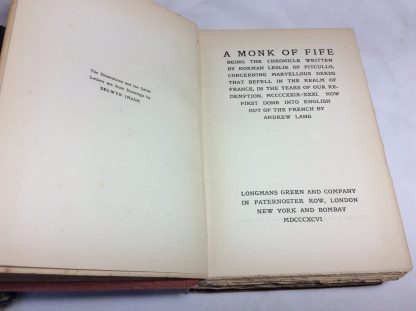 The Illustrations and the Initial
Letters are from Drawings by
SELWYN IMAGE
A MONK OF FIFE
BEING THE CHRONICLE WRITTEN
BY NORMAN LESLIE OF PITCULLO,
CONCERNING MARVELLOUS DEEDS
THAT BEFELL IN THE REALM OF
FRANCE, IN THE YEARS OF OUR RE-
DEMPTION, MCCCCXXIX-XXXI. NOW
FIRST DONE INTO ENGLISH
OUT OF THE FRENCH BY
ANDREW LANG
LONGMANS GREEN AND COMPANY
IN PATERNOSTER ROW, LONDON
NEW YORK AND BOMBAY
MDCCCXCVI